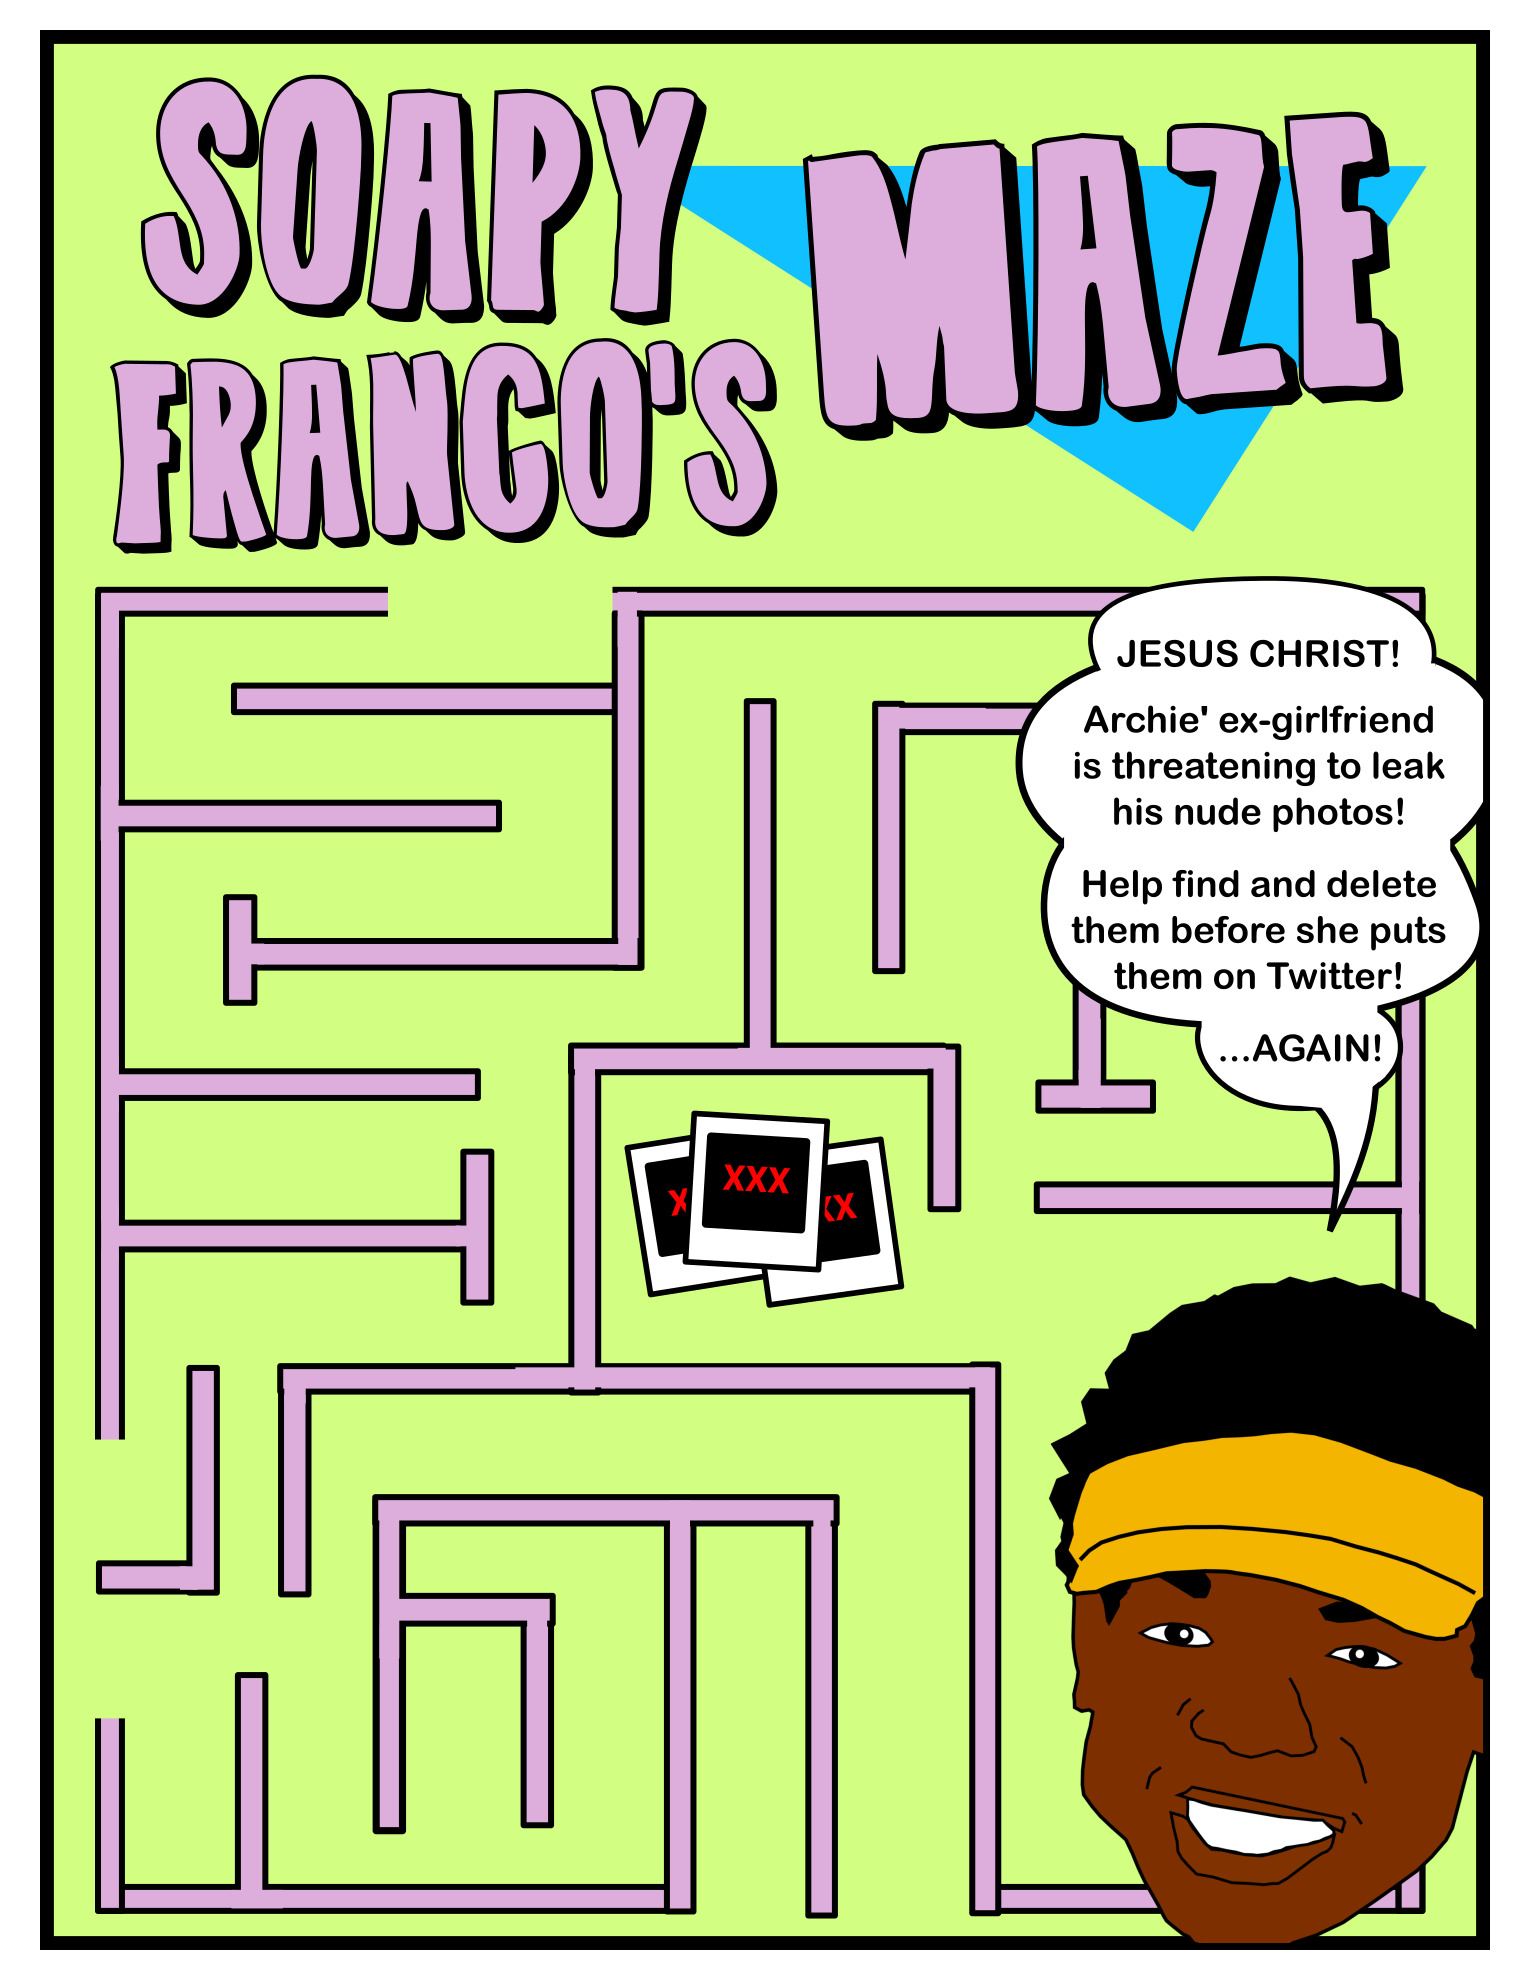 SOAPY
FRANCO'S
MAZE
JESUS CHRIST!
Archie' ex-girlfriend
is threatening to leak
his nude photos!
Help find and delete
them before she puts
them on Twitter!
...AGAIN!
X
XXX
XX